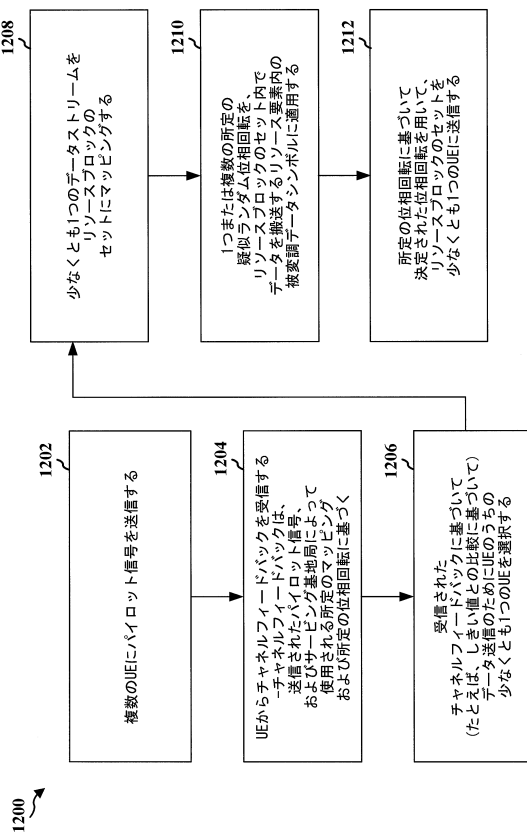 1200
1202
複数のUEにパイロット信号を送信する
1204
UEからチャネルフィードバックを受信する
-チャネルフィードバックは、
送信されたパイロット信号、
およびサービング基地局によって
使用される所定のマッピング
および所定の位相回転に基づく
1206
受信された
チャネルフィードバックに基づいて
(たとえば、しきい値との比較に基づいて)
データ送信のためにUEのうちの
少なくとも1つのUEを選択する
1208
少なくとも1つのデータストリームを
リソースブロックの
セットにマッピングする
1210
1つまたは複数の所定の
疑似ランダム位相回転を、
リソースブロックのセット内で
データを搬送するリソース要素内の
被変調データシンボルに適用する
1212
所定の位相回転に基づいて
決定された位相回転を用いて、
リソースブロックのセットを
少なくとも1つのUEに送信する